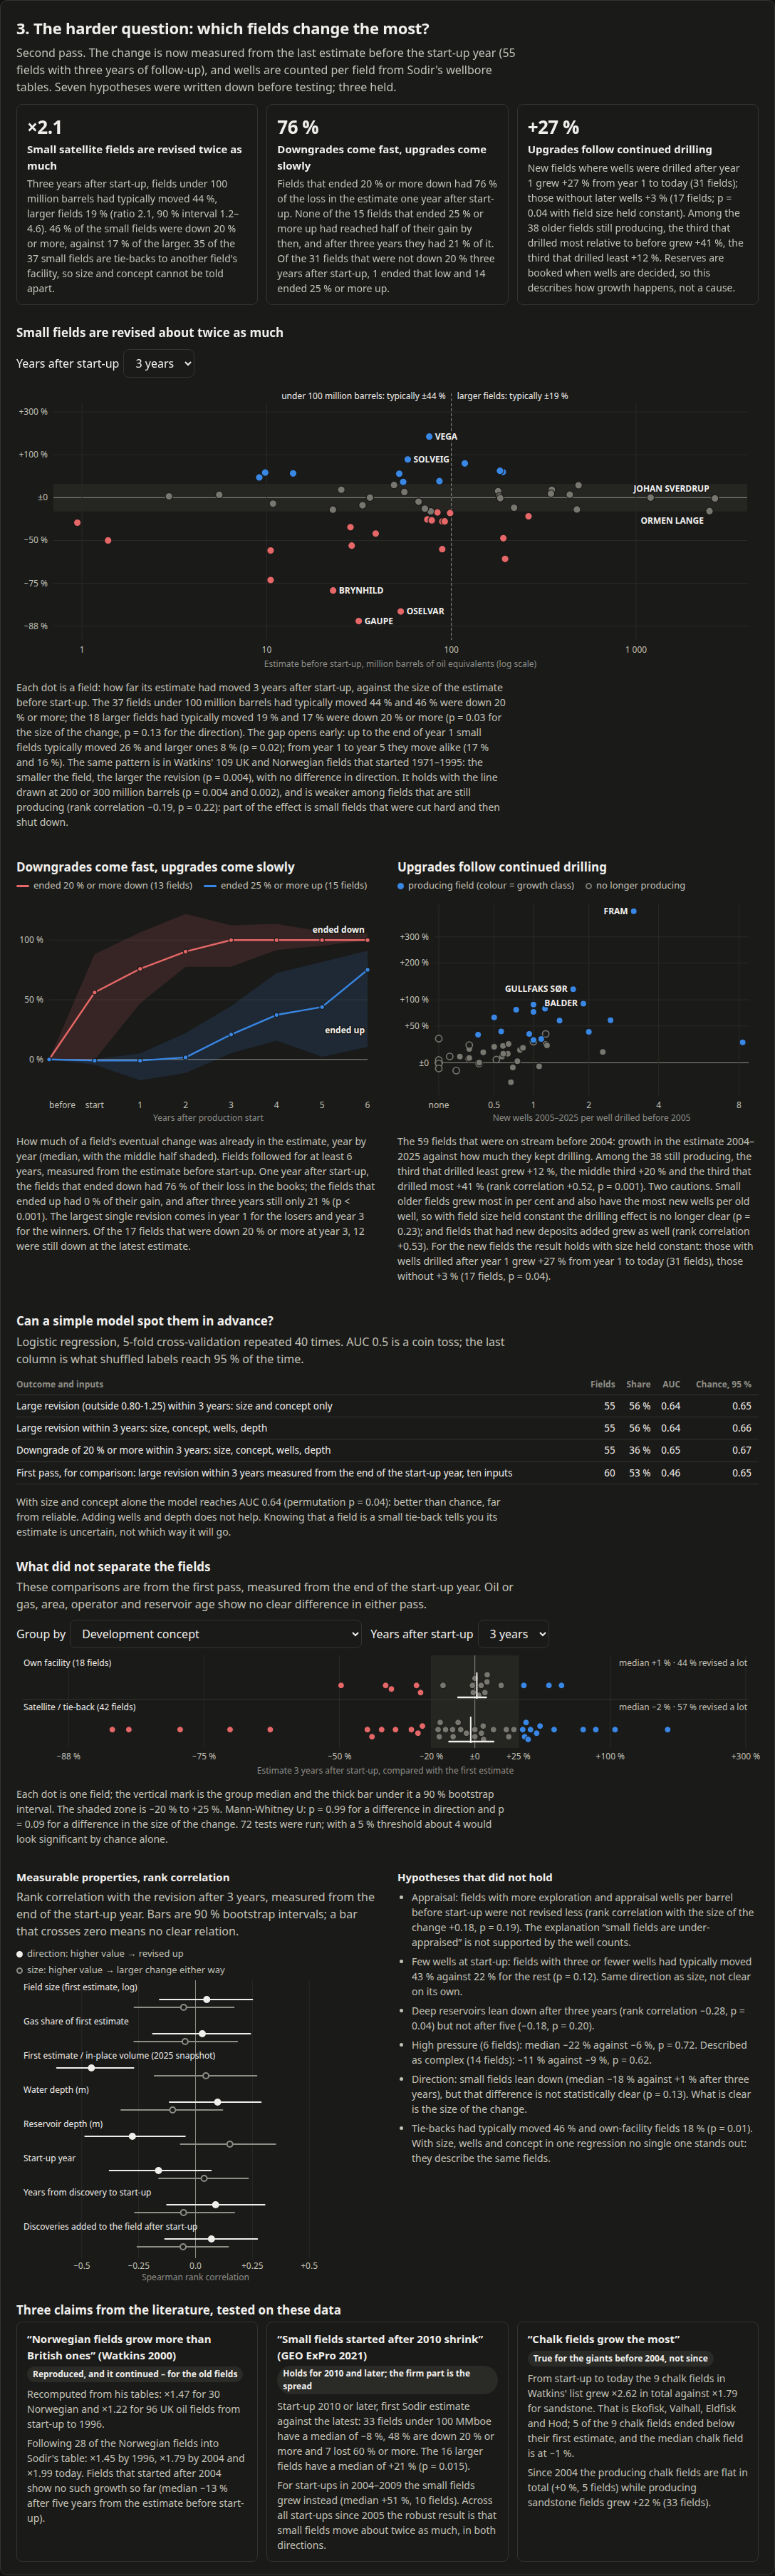 3. The harder question: which fields change the most?
Second pass. The change is now measured from the last estimate before the start-up year (55
fields with three years of follow-up), and wells are counted per field from Sodir's wellbore
tables. Seven hypotheses were written down before testing; three held.
×2.1
Small satellite fields are revised twice as
much
Three years after start-up, fields under 100
million barrels had typically moved 44 %,
larger fields 19 % (ratio 2.1, 90 % interval 1.2–
4.6). 46 % of the small fields were down 20 %
or more, against 17 % of the larger. 35 of the
37 small fields are tie-backs to another field's
facility, so size and concept cannot be told
apart.
76 %
Downgrades come fast, upgrades come
slowly
Fields that ended 20 % or more down had 76 %
of the loss in the estimate one year after start-
up. None of the 15 fields that ended 25 % or
more up had reached half of their gain by
then, and after three years they had 21 % of it.
Of the 31 fields that were not down 20 % three
years after start-up, 1 ended that low and 14
ended 25 % or more up.
+27 %
Upgrades follow continued drilling
New fields where wells were drilled after year
1 grew +27 % from year 1 to today (31 fields);
those without later wells +3 % (17 fields; p =
0.04 with field size held constant). Among the
38 older fields still producing, the third that
drilled most relative to before grew +41 %, the
third that drilled least +12 %. Reserves are
booked when wells are decided, so this
describes how growth happens, not a cause.
Small fields are revised about twice as much
Years after start-up 3 years
under 100 million barrels: typically ±44 % larger fields: typically ±19 %
+300 %
VEGA
+100 %
SOLVEIG
JOHAN SVERDRUP
±0
ORMEN LANGE
−50 %
−75 %
BRYNHILD
OSELVAR
GAUPE
−88 %
1 10 100 1 000
Estimate before start-up, million barrels of oil equivalents (log scale)
Each dot is a field: how far its estimate had moved 3 years after start-up, against the size of the estimate
before start-up. The 37 fields under 100 million barrels had typically moved 44 % and 46 % were down 20
% or more; the 18 larger fields had typically moved 19 % and 17 % were down 20 % or more (p = 0.03 for
the size of the change, p = 0.13 for the direction). The gap opens early: up to the end of year 1 small
fields typically moved 26 % and larger ones 8 % (p = 0.02); from year 1 to year 5 they move alike (17 %
and 16 %). The same pattern is in Watkins' 109 UK and Norwegian fields that started 1971–1995: the
smaller the field, the larger the revision (p = 0.004), with no difference in direction. It holds with the line
drawn at 200 or 300 million barrels (p = 0.004 and 0.002), and is weaker among fields that are still
producing (rank correlation −0.19, p = 0.22): part of the effect is small fields that were cut hard and then
shut down.
Downgrades come fast, upgrades come slowly
ended 20 % or more down (13 fields) ended 25 % or more up (15 fields)
ended down
100 %
50 %
ended up
0 %
before start 1 2 3 4 5 6
Years after production start
How much of a field's eventual change was already in the estimate, year by
year (median, with the middle half shaded). Fields followed for at least 6
years, measured from the estimate before start-up. One year after start-up,
the fields that ended down had 76 % of their loss in the books; the fields that
ended up had 0 % of their gain, and after three years still only 21 % (p <
0.001). The largest single revision comes in year 1 for the losers and year 3
for the winners. Of the 17 fields that were down 20 % or more at year 3, 12
were still down at the latest estimate.
Upgrades follow continued drilling
producing field (colour = growth class) no longer producing
FRAM
+300 %
+200 %
GULLFAKS SØR
+100 %
BALDER
+50 %
±0
none 0.5 1 2 4 8
New wells 2005–2025 per well drilled before 2005
The 59 fields that were on stream before 2004: growth in the estimate 2004–
2025 against how much they kept drilling. Among the 38 still producing, the
third that drilled least grew +12 %, the middle third +20 % and the third that
drilled most +41 % (rank correlation +0.52, p = 0.001). Two cautions. Small
older fields grew most in per cent and also have the most new wells per old
well, so with field size held constant the drilling effect is no longer clear (p =
0.23); and fields that had new deposits added grew as well (rank correlation
+0.53). For the new fields the result holds with size held constant: those with
wells drilled after year 1 grew +27 % from year 1 to today (31 fields), those
without +3 % (17 fields, p = 0.04).
Can a simple model spot them in advance?
Logistic regression, 5-fold cross-validation repeated 40 times. AUC 0.5 is a coin toss; the last
column is what shuffled labels reach 95 % of the time.
Outcome and inputs Fields Share AUC Chance, 95 %
Large revision (outside 0.80-1.25) within 3 years: size and concept only 55 56 % 0.64 0.65
Large revision within 3 years: size, concept, wells, depth 55 56 % 0.64 0.66
Downgrade of 20 % or more within 3 years: size, concept, wells, depth 55 36 % 0.65 0.67
First pass, for comparison: large revision within 3 years measured from the end of the start-up year, ten inputs 60 53 % 0.46 0.65
With size and concept alone the model reaches AUC 0.64 (permutation p = 0.04): better than chance, far
from reliable. Adding wells and depth does not help. Knowing that a field is a small tie-back tells you its
estimate is uncertain, not which way it will go.
What did not separate the fields
These comparisons are from the first pass, measured from the end of the start-up year. Oil or
gas, area, operator and reservoir age show no clear difference in either pass.
Group by Development concept Years after start-up 3 years
Own facility (18 fields) median +1 % · 44 % revised a lot
Satellite / tie-back (42 fields) median −2 % · 57 % revised a lot
−88 % −75 % −50 % −20 % ±0 +25 % +100 % +300 %
Estimate 3 years after start-up, compared with the first estimate
Each dot is one field; the vertical mark is the group median and the thick bar under it a 90 % bootstrap
interval. The shaded zone is −20 % to +25 %. Mann-Whitney U: p = 0.99 for a difference in direction and p
= 0.09 for a difference in the size of the change. 72 tests were run; with a 5 % threshold about 4 would
look significant by chance alone.
Measurable properties, rank correlation
Rank correlation with the revision after 3 years, measured from the
end of the start-up year. Bars are 90 % bootstrap intervals; a bar
that crosses zero means no clear relation.
direction: higher value → revised up
size: higher value → larger change either way
Field size (first estimate, log)
Gas share of first estimate
First estimate / in-place volume (2025 snapshot)
Water depth (m)
Reservoir depth (m)
Start-up year
Years from discovery to start-up
Discoveries added to the field after start-up
−0.5 −0.25 0.0 +0.25 +0.5
Spearman rank correlation
Hypotheses that did not hold
• Appraisal: fields with more exploration and appraisal wells per barrel
before start-up were not revised less (rank correlation with the size of the
change +0.18, p = 0.19). The explanation “small fields are under-
appraised” is not supported by the well counts.
• Few wells at start-up: fields with three or fewer wells had typically moved
43 % against 22 % for the rest (p = 0.12). Same direction as size, not clear
on its own.
• Deep reservoirs lean down after three years (rank correlation −0.28, p =
0.04) but not after five (−0.18, p = 0.20).
• High pressure (6 fields): median −22 % against −6 %, p = 0.72. Described
as complex (14 fields): −11 % against −9 %, p = 0.62.
• Direction: small fields lean down (median −18 % against +1 % after three
years), but that difference is not statistically clear (p = 0.13). What is clear
is the size of the change.
• Tie-backs had typically moved 46 % and own-facility fields 18 % (p = 0.01).
With size, wells and concept in one regression no single one stands out:
they describe the same fields.
Three claims from the literature, tested on these data
“Norwegian fields grow more than
British ones” (Watkins 2000)
Reproduced, and it continued – for the old fields
Recomputed from his tables: ×1.47 for 30
Norwegian and ×1.22 for 96 UK oil fields from
start-up to 1996.
Following 28 of the Norwegian fields into
Sodir's table: ×1.45 by 1996, ×1.79 by 2004 and
×1.99 today. Fields that started after 2004
show no such growth so far (median −13 %
after five years from the estimate before start-
up).
“Small fields started after 2010 shrink”
(GEO ExPro 2021)
Holds for 2010 and later; the firm part is the
spread
Start-up 2010 or later, first Sodir estimate
against the latest: 33 fields under 100 MMboe
have a median of −8 %, 48 % are down 20 % or
more and 7 lost 60 % or more. The 16 larger
fields have a median of +21 % (p = 0.015).
For start-ups in 2004–2009 the small fields
grew instead (median +51 %, 10 fields). Across
all start-ups since 2005 the robust result is that
small fields move about twice as much, in both
directions.
“Chalk fields grow the most”
True for the giants before 2004, not since
From start-up to today the 9 chalk fields in
Watkins' list grew ×2.62 in total against ×1.79
for sandstone. That is Ekofisk, Valhall, Eldfisk
and Hod; 5 of the 9 chalk fields ended below
their first estimate, and the median chalk field
is at −1 %.
Since 2004 the producing chalk fields are flat in
total (+0 %, 5 fields) while producing
sandstone fields grew +22 % (33 fields).